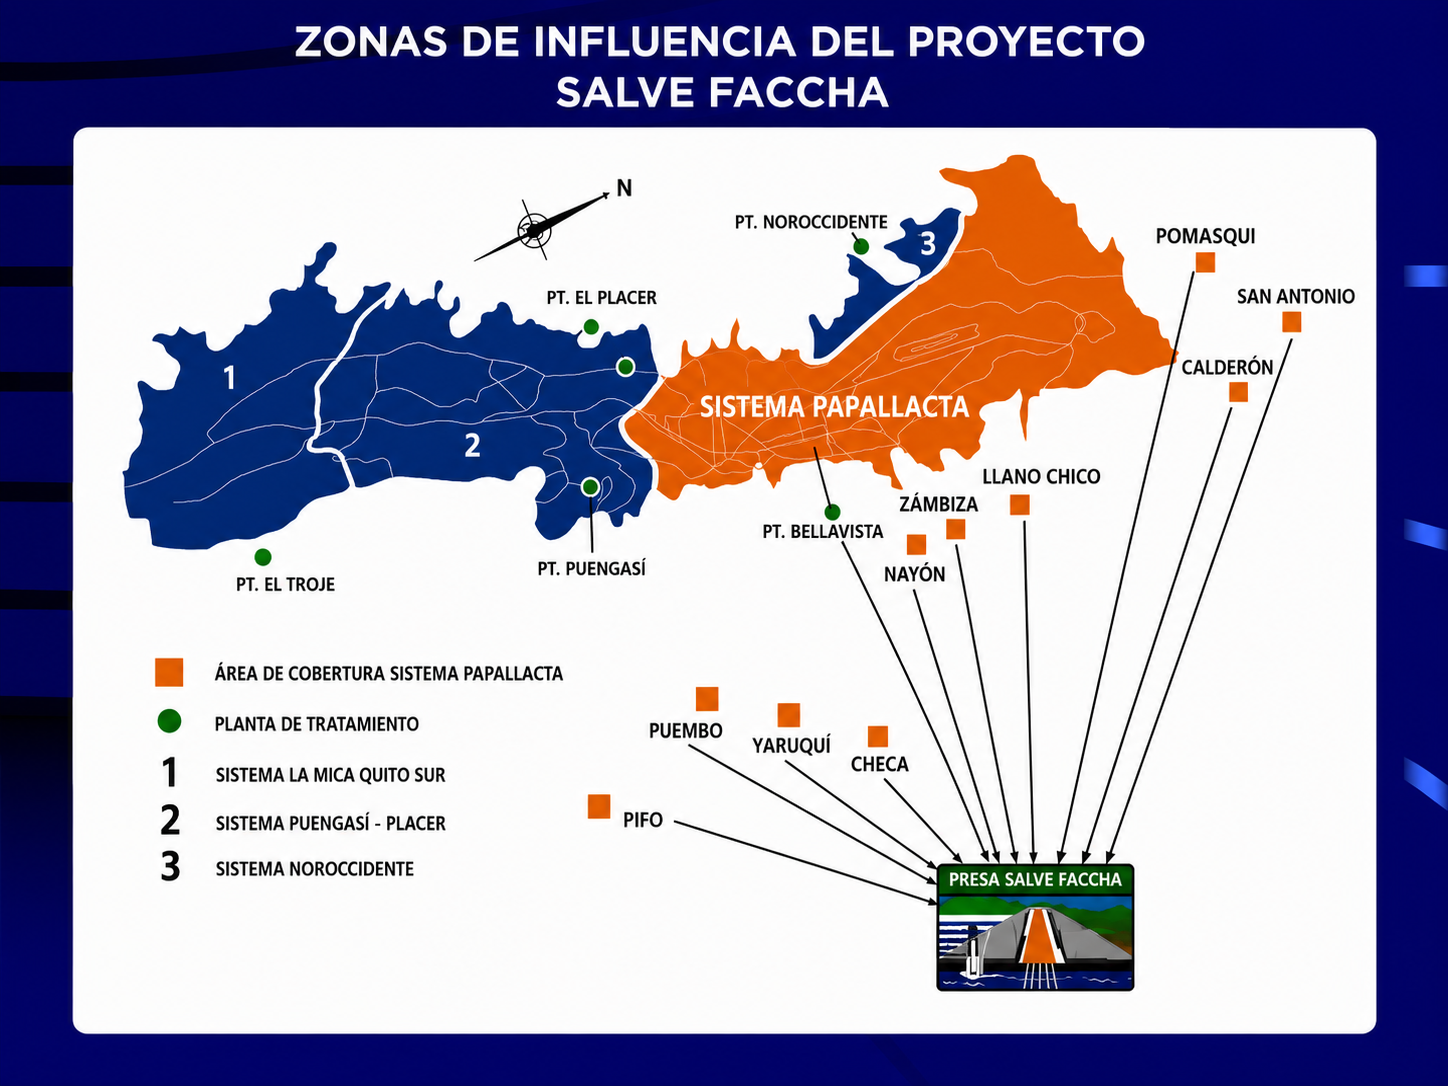 ZONAS DE INFLUENCIA DEL PROYECTO
SALVE FACCHA
N
PT. NOROCCIDENTE
3
POMASQUI
SAN ANTONIO
PT. EL PLACER
CALDERÓN
1
SISTEMA PAPALLACTA
2
LLANO CHICO
ZÁMBIZA
PT. BELLAVISTA
NAYÓN
PT. PUENGASÍ
PT. EL TROJE
ÁREA DE COBERTURA SISTEMA PAPALLACTA
PLANTA DE TRATAMIENTO
1 SISTEMA LA MICA QUITO SUR
2 SISTEMA PUENGASÍ - PLACER
3 SISTEMA NOROCCIDENTE
PUEMBO
YARUQUÍ
CHECA
PIFO
PRESA SALVE FACCHA